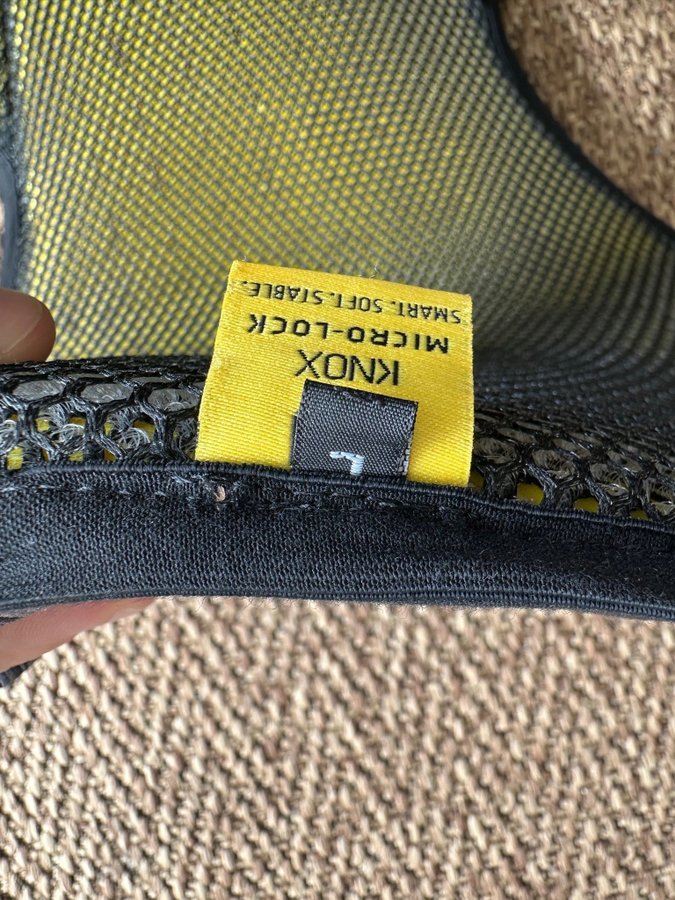 KNOX
MICRO-LOCK
SMART. SOFT. STABLE.
L